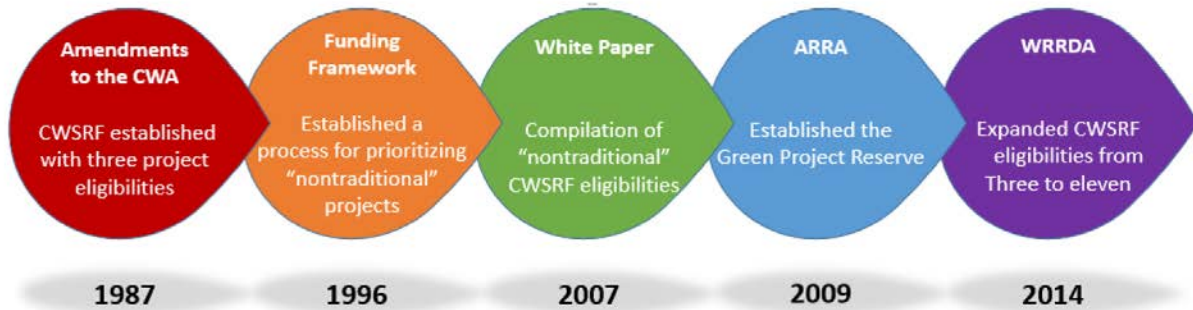 Amendments
to the CWA
CWSRF established
with three project
eligibilities
Funding
Framework
Established a
process for prioritizing
“nontraditional”
projects
White Paper
Compilation of
“nontraditional”
CWSRF eligibilities
ARRA
Established the
Green Project Reserve
WRRDA
Expanded CWSRF
eligibilities from
Three to eleven
1987
1996
2007
2009
2014